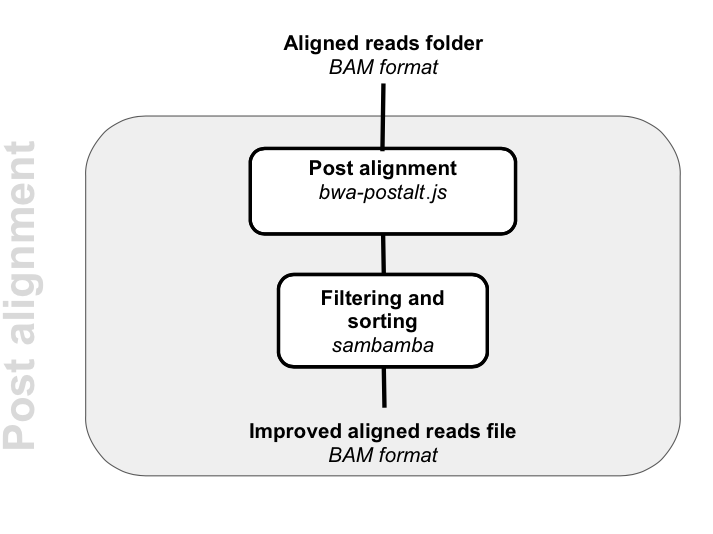 Post alignment
Aligned reads folder
BAM format
Post alignment
bwa-postalt.js
Filtering and
sorting
sambamba
Improved aligned reads file
BAM format